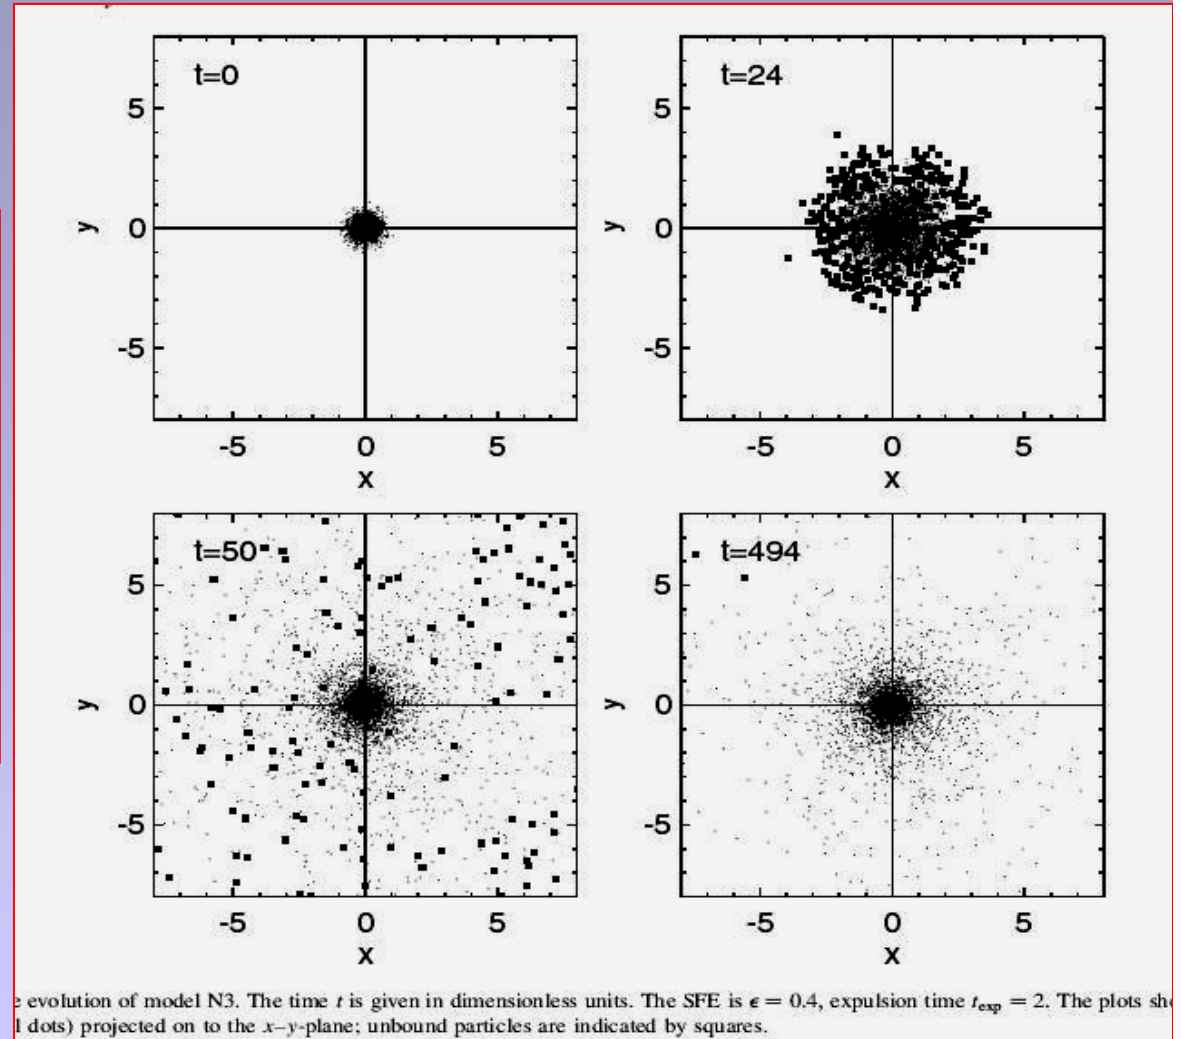 t=0
t=24
5
0
-5
y
-5
0
5
X
5
0
-5
y
-5
0
5
X
t=50
t=494
5
0
-5
y
-5
0
5
X
5
0
-5
y
-5
0
5
X
evolution of model N3. The time t is given in dimensionless units. The SFE is ϵ = 0.4, expulsion time t_exp = 2. The plots
dots) projected on to the x–y-plane; unbound particles are indicated by squares.